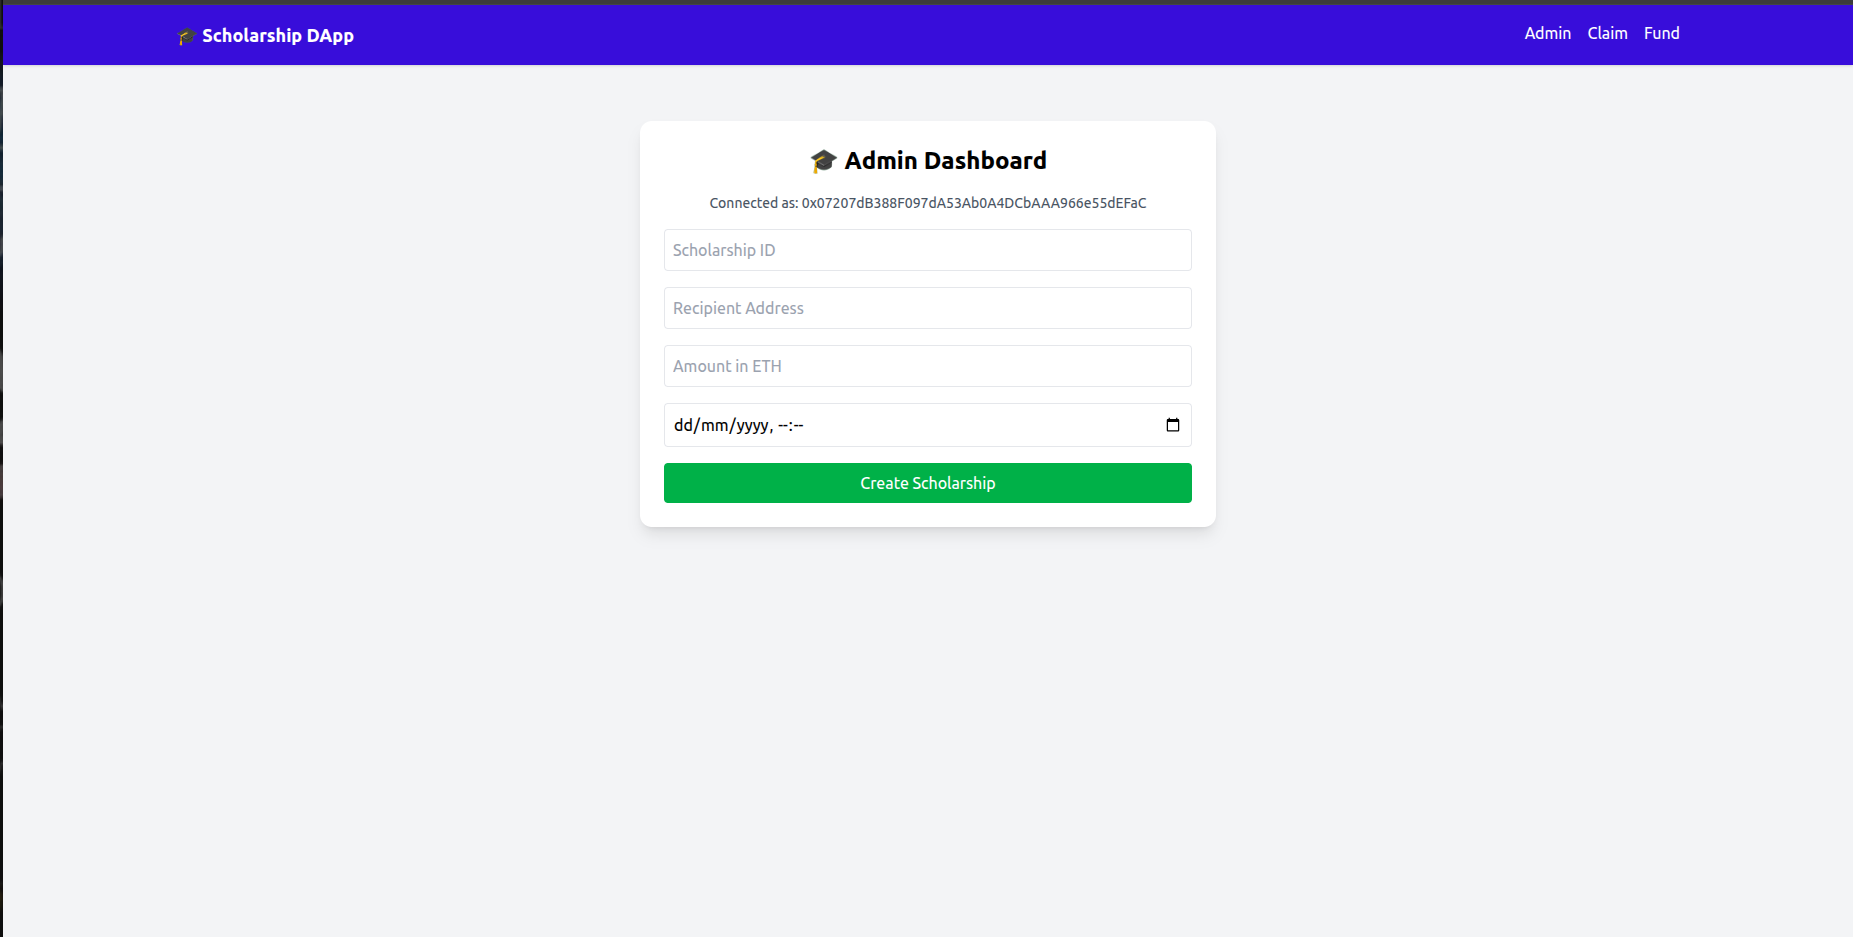 🎓 Scholarship DApp
Admin Claim Fund
🎓 Admin Dashboard
Connected as: 0x07207dB388F097dA53Ab0A4DCbAAA966e55dEFaC
Scholarship ID
Recipient Address
Amount in ETH
dd/mm/yyyy, --:--
Create Scholarship